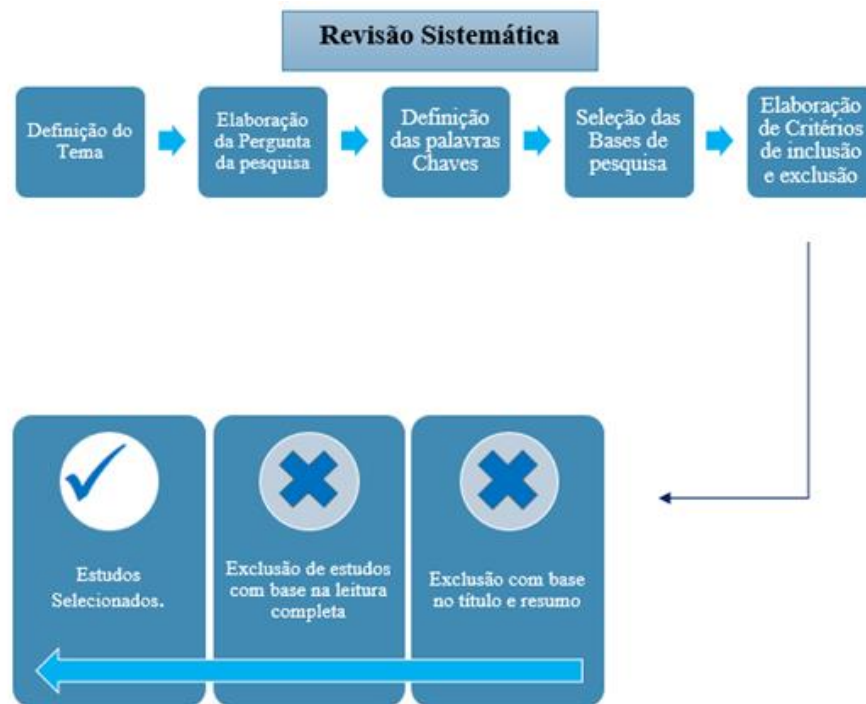 Revisão Sistemática
Definição do
Tema
Elaboração
da Pergunta
da pesquisa
Definição
das palavras
Chaves
Seleção das
Bases de
pesquisa
Elaboração
de Critérios
de inclusão
e exclusão
Estudos
Selecionados.
Exclusão de estudos
com base na leitura
completa
Exclusão com base
no título e resumo